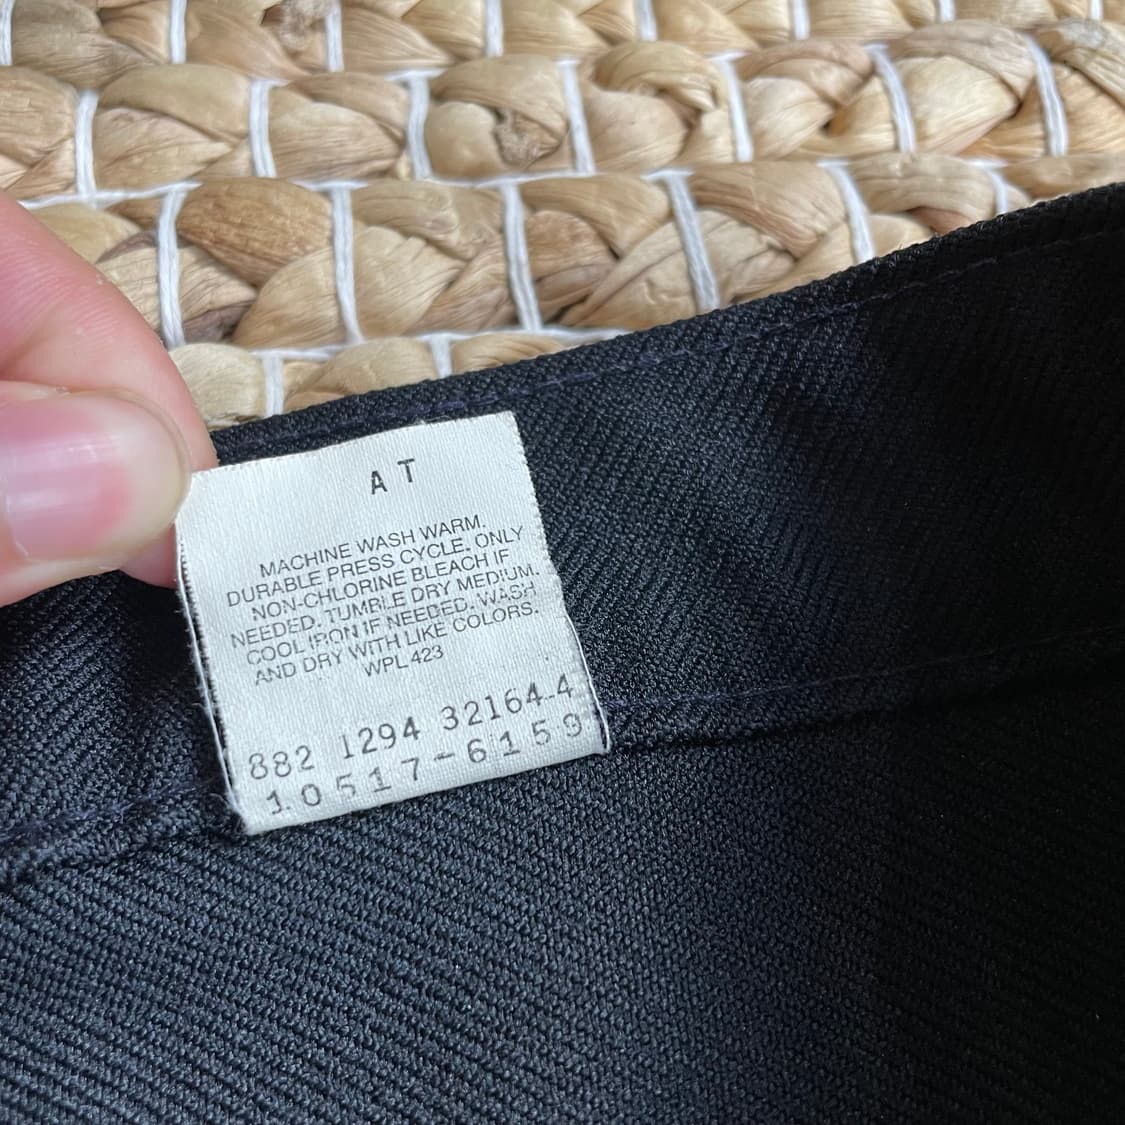 A T
MACHINE WASH WARM.
DURABLE PRESS CYCLE. ONLY
NON-CHLORINE BLEACH IF
NEEDED. TUMBLE DRY MEDIUM.
COOL IRON IF NEEDED. WASH
AND DRY WITH LIKE COLORS.
WPL 423
882 1294 32164-4
10517-6159